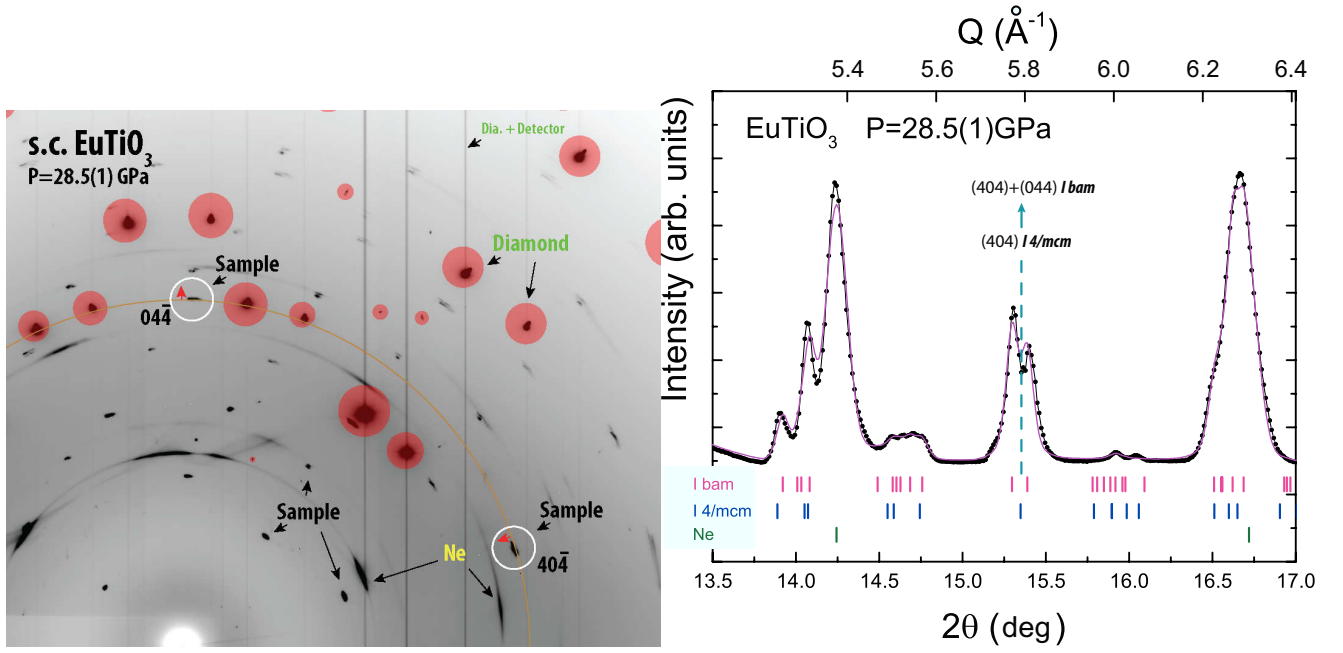 s.c. EuTiO3
P=28.5(1) GPa
Dia. + Detector
Diamond
Sample
044̅
Sample
Sample
Ne
404̅
*
Q (Å-1)
5.4 5.6 5.8 6.0 6.2 6.4
EuTiO3 P=28.5(1)GPa
(404)+(044) I bam
(404) I 4/mcm
Intensity (arb. units)
I bam
I 4/mcm
Ne
13.5 14.0 14.5 15.0 15.5 16.0 16.5 17.0
2θ (deg)